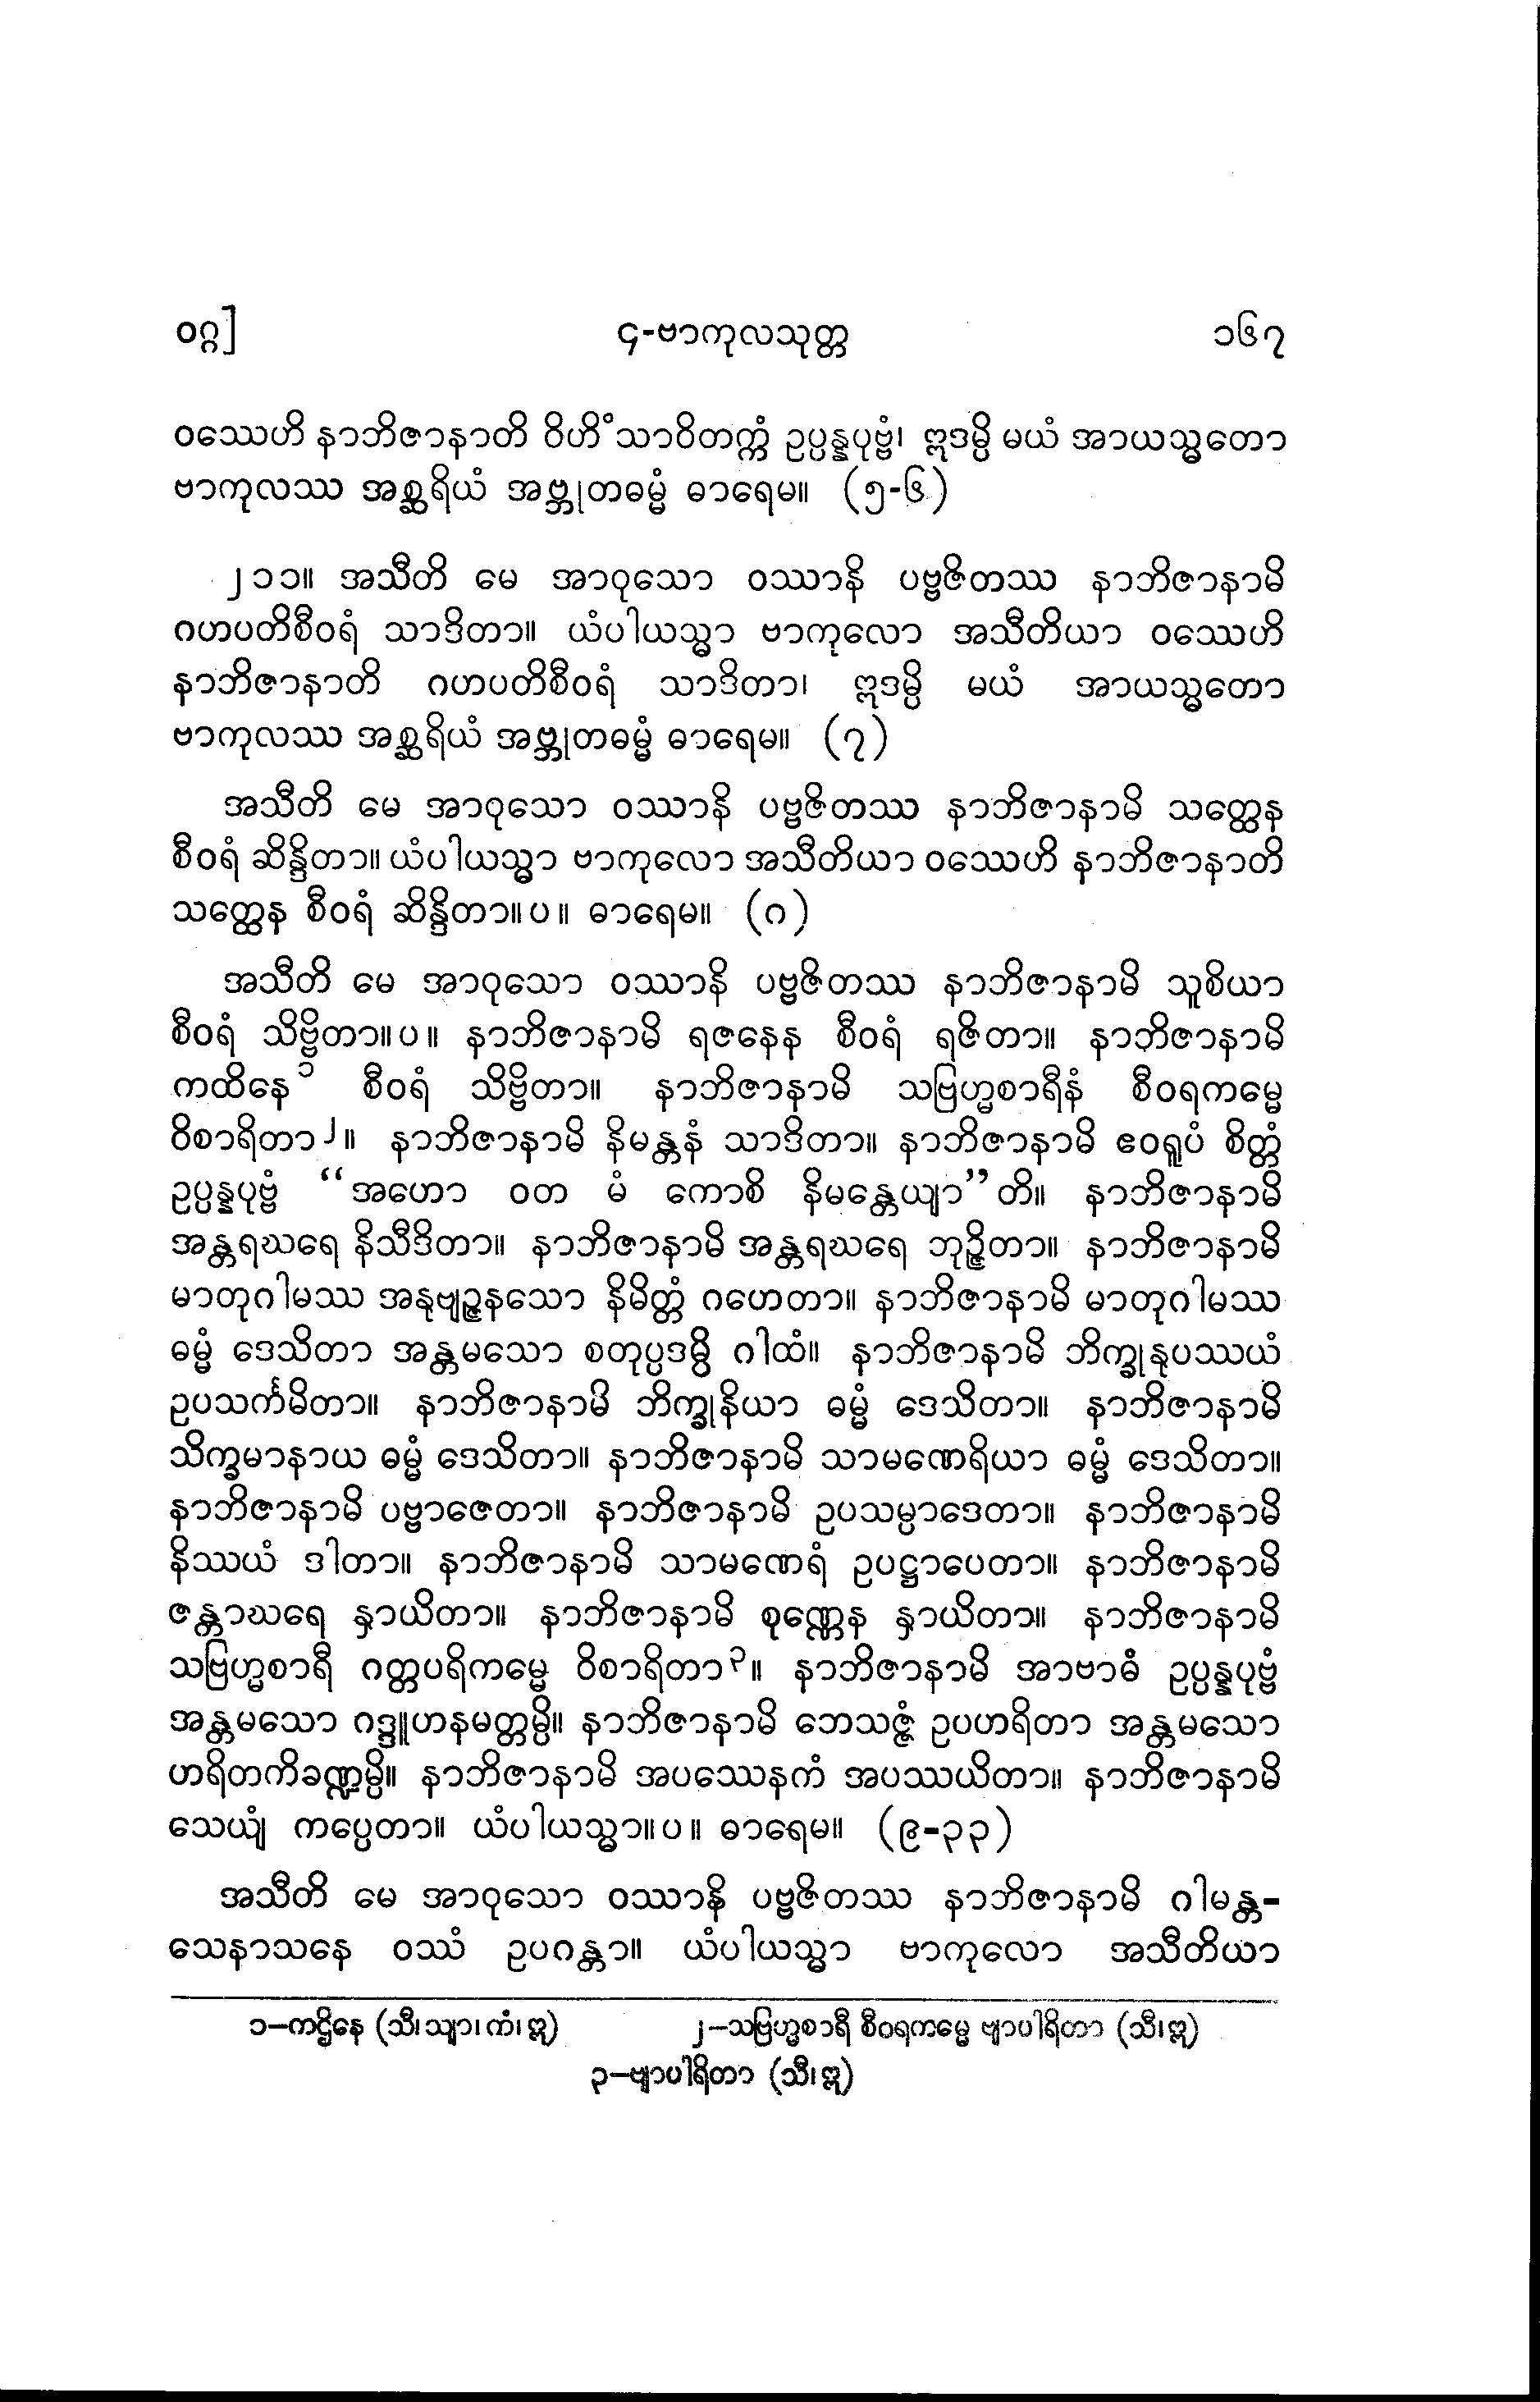 ဝဂ္ဂ] ၄-ဗာကုလသုတ္တ ၁၆၇
ဝဿေဟိ နာဘိဇာနာတိ ဝိဟိံသာဝိတက္ကံ ဥပ္ပန္နပုဗ္ဗံ၊ ဣဒမ္ပိ မယံ အာယသ္မတော
ဗာကုလဿ အစ္ဆရိယံ အဗ္ဘုတဓမ္မံ ဓာရေမ။ (၅-၆)
၂၁၁။ အသီတိ မေ အာဝုသော ဝဿာနိ ပဗ္ဗဇိတဿ နာဘိဇာနာမိ
ဂဟပတိစီဝရံ သာဒိတာ။ ယံပါယသ္မာ ဗာကုလော အသီတိယာ ဝဿေဟိ
နာဘိဇာနာတိ ဂဟပတိစီဝရံ သာဒိတာ၊ ဣဒမ္ပိ မယံ အာယသ္မတော
ဗာကုလဿ အစ္ဆရိယံ အဗ္ဘုတဓမ္မံ ဓာရေမ။ (၇)
အသီတိ မေ အာဝုသော ဝဿာနိ ပဗ္ဗဇိတဿ နာဘိဇာနာမိ သတ္ထေန
စီဝရံ ဆိန္ဒိတာ။ ယံပါယသ္မာ ဗာကုလော အသီတိယာ ဝဿေဟိ နာဘိဇာနာတိ
သတ္ထေန စီဝရံ ဆိန္ဒိတာ။ပ။ ဓာရေမ။ (ဂ)
အသီတိ မေ အာဝုသော ဝဿာနိ ပဗ္ဗဇိတဿ နာဘိဇာနာမိ သူစိယာ
စီဝရံ သိဗ္ဗိတာ။ပ။ နာဘိဇာနာမိ ရဇနေန စီဝရံ ရဇိတာ။ နာဘိဇာနာမိ
ကထိနေ၁ စီဝရံ သိဗ္ဗိတာ။ နာဘိဇာနာမိ သဗြဟ္မစာရီနံ စီဝရကမ္မေ
ဝိစာရိတာ၂။ နာဘိဇာနာမိ နိမန္တနံ သာဒိတာ။ နာဘိဇာနာမိ ဧဝရူပံ စိတ္တံ
ဥပ္ပန္နပုဗ္ဗံ “အဟော ဝတ မံ ကောစိ နိမန္တေယျာ”တိ။ နာဘိဇာနာမိ
အန္တရဃရေ နိသီဒိတာ။ နာဘိဇာနာမိ အန္တရဃရေ ဘုဉ္ဇိတာ။ နာဘိဇာနာမိ
မာတုဂါမဿ အနုဗျဉ္ဇနသော နိမိတ္တံ ဂဟေတာ။ နာဘိဇာနာမိ မာတုဂါမဿ
ဓမ္မံ ဒေသိတာ အန္တမသော စတုပ္ပဒမ္ပိ ဂါထံ။ နာဘိဇာနာမိ ဘိက္ခုနုပဿယံ
ဥပသင်္ကမိတာ။ နာဘိဇာနာမိ ဘိက္ခုနိယာ ဓမ္မံ ဒေသိတာ။ နာဘိဇာနာမိ
သိက္ခမာနာယ ဓမ္မံ ဒေသိတာ။ နာဘိဇာနာမိ သာမဏေရိယာ ဓမ္မံ ဒေသိတာ။
နာဘိဇာနာမိ ပဗ္ဗာဇေတာ။ နာဘိဇာနာမိ ဥပသမ္ပာဒေတာ။ နာဘိဇာနာမိ
နိဿယံ ဒါတာ။ နာဘိဇာနာမိ သာမဏေရံ ဥပဋ္ဌာပေတာ။ နာဘိဇာနာမိ
ဇန္တာဃရေ နှာယိတာ။ နာဘိဇာနာမိ စုဏ္ဏေန နှာယိတာ။ နာဘိဇာနာမိ
သဗြဟ္မစာရီ ဂတ္တပရိကမ္မေ ဝိစာရိတာ၃။ နာဘိဇာနာမိ အာဗာဓံ ဥပ္ပန္နပုဗ္ဗံ
အန္တမသော ဂဒ္ဒူဟနမတ္တမ္ပိ။ နာဘိဇာနာမိ ဘေသဇ္ဇံ ဥပဟရိတာ အန္တမသော
ဟရိတကိခဏ္ဍမ္ပိ။ နာဘိဇာနာမိ အပဿေနကံ အပဿယိတာ။ နာဘိဇာနာမိ
သေယျံ ကပ္ပေတာ။ ယံပါယသ္မာ။ပ။ ဓာရေမ။ (၉-၃၃)
အသီတိ မေ အာဝုသော ဝဿာနိ ပဗ္ဗဇိတဿ နာဘိဇာနာမိ ဂါမန္တ-
သေနာသနေ ဝဿံ ဥပဂန္တာ။ ယံပါယသ္မာ ဗာကုလော အသီတိယာ
၁–ကဌိနေ (သီ၊ သျာ၊ ကံ၊ ဣ) ၂–သဗြဟ္မစာရီ စီဝရကမ္မေ ဗျာပါရိတာ (သီ၊ ဣ)
၃–ဗျာပါရိတာ (သီ၊ ဣ)